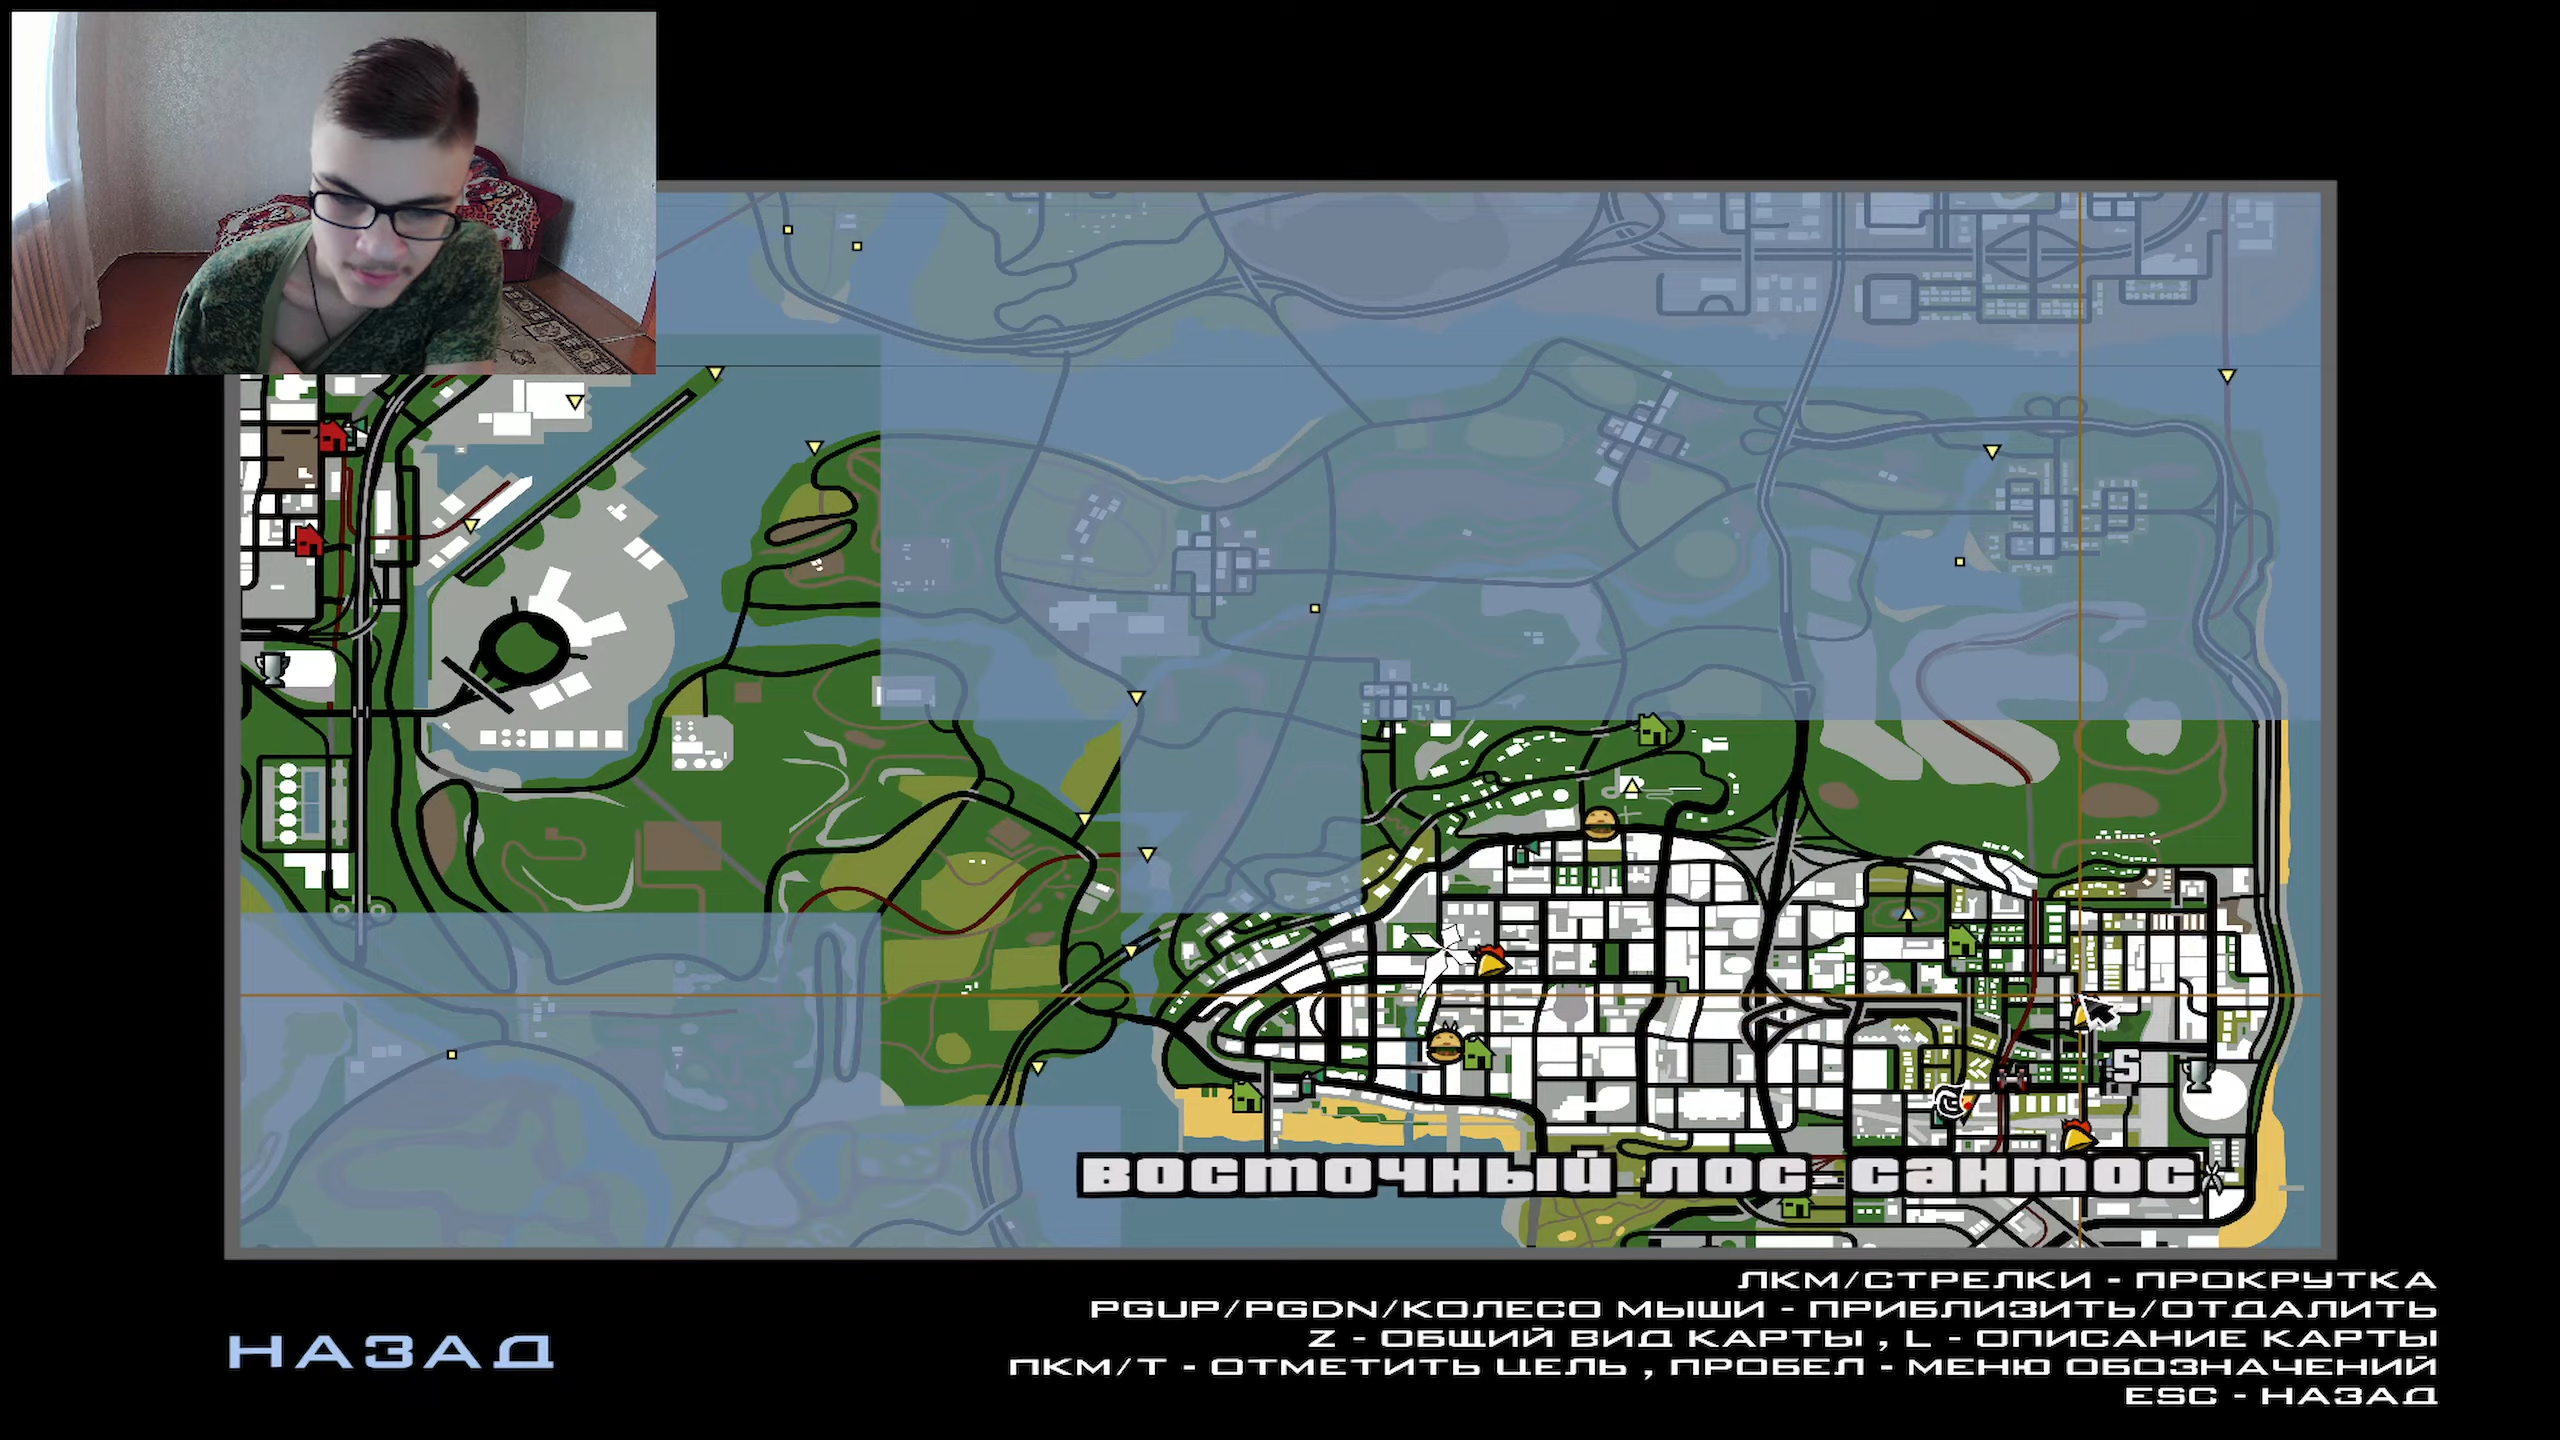 S
ВОСТОЧНЫЙ ЛОС САНТОС
ЛКМ/СТРЕЛКИ - ПРОКРУТКА
PGUP/PGDN/КОЛЕСО МЫШИ - ПРИБЛИЗИТЬ/ОТДАЛИТЬ
Z - ОБЩИЙ ВИД КАРТЫ , L - ОПИСАНИЕ КАРТЫ
ПКМ/Т - ОТМЕТИТЬ ЦЕЛЬ , ПРОБЕЛ - МЕНЮ ОБОЗНАЧЕНИЙ
ESC - НАЗАД
НАЗАД